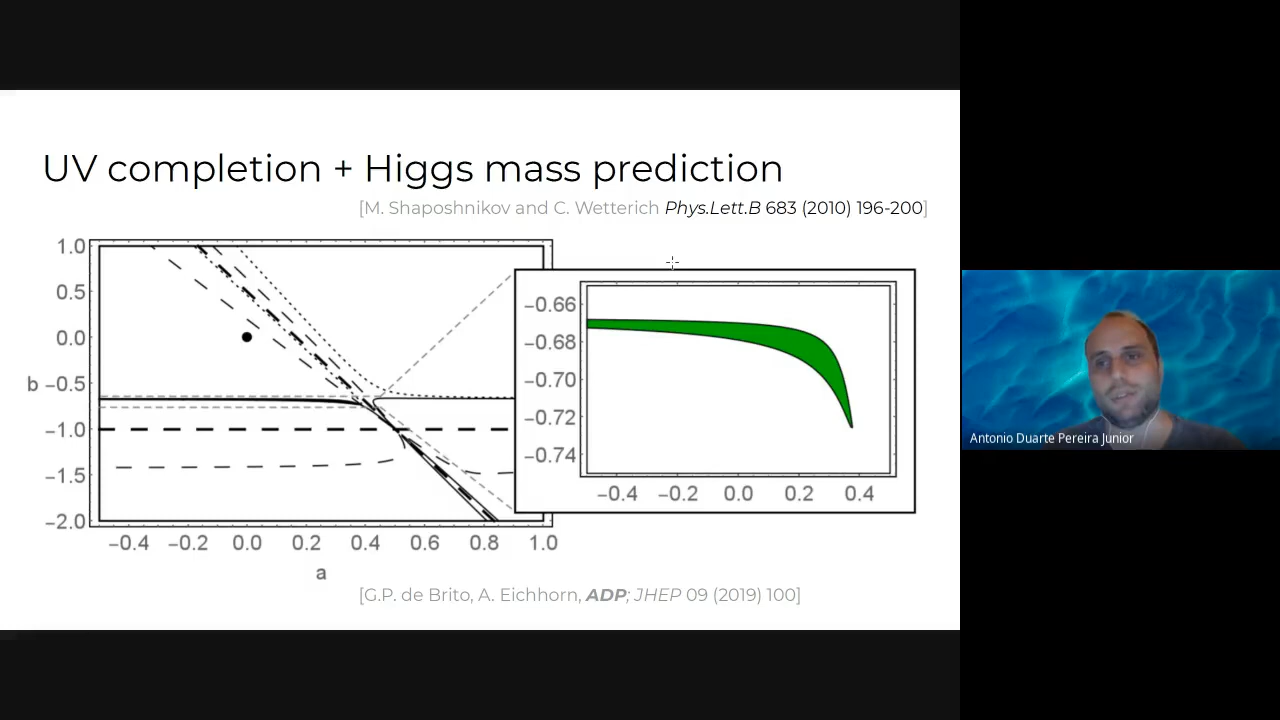 UV completion + Higgs mass prediction
[M. Shaposhnikov and C. Wetterich Phys.Lett.B 683 (2010) 196-200]
1.0
0.5
0.0
b −0.5
−1.0
−1.5
−2.0
−0.4 −0.2 0.0 0.2 0.4 0.6 0.8 1.0
a
−0.66
−0.68
−0.70
−0.72
−0.74
−0.4 −0.2 0.0 0.2 0.4
[G.P. de Brito, A. Eichhorn, ADP; JHEP 09 (2019) 100]
Antonio Duarte Pereira Junior